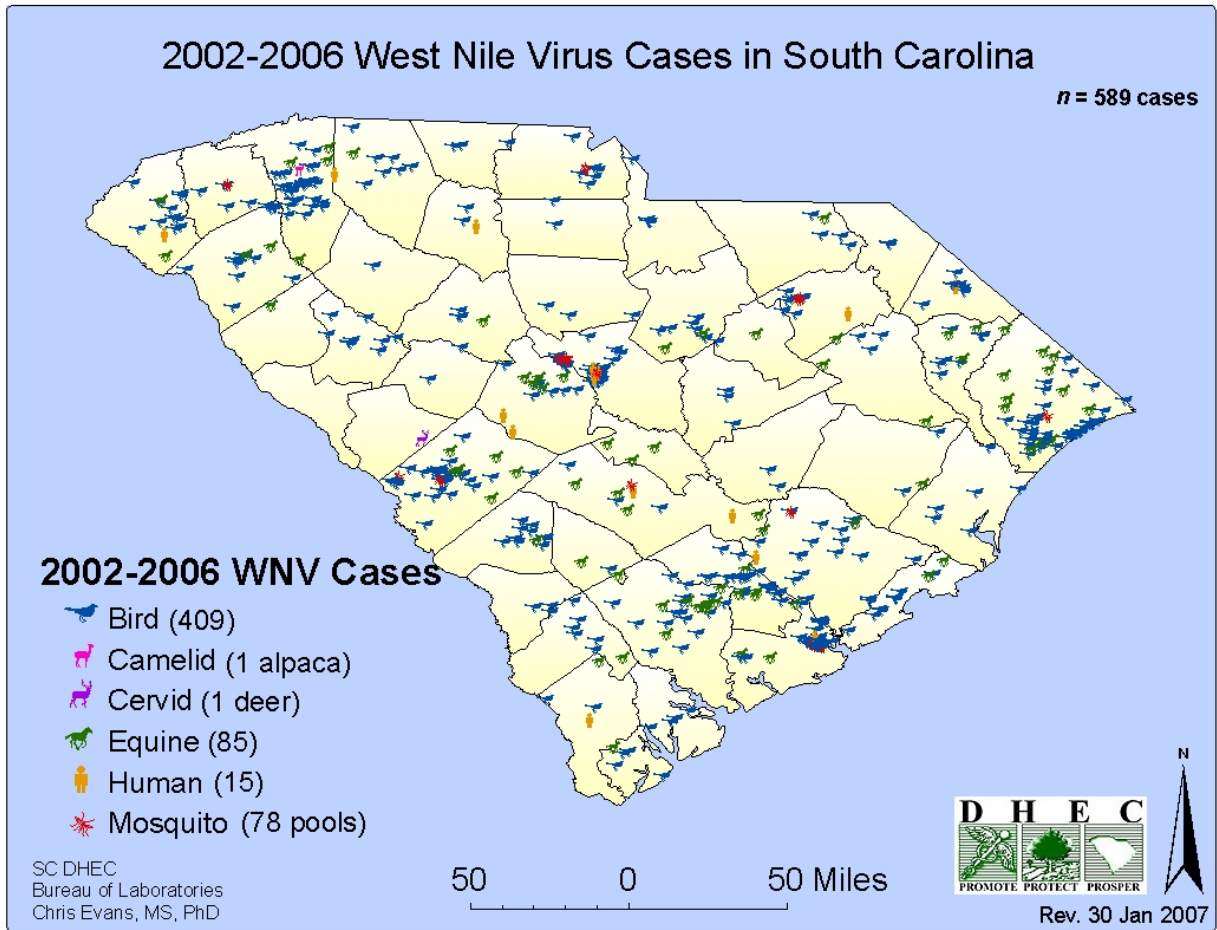 2002-2006 West Nile Virus Cases in South Carolina
n = 589 cases
2002-2006 WNV Cases
Bird (409)
Camelid (1 alpaca)
Cervid (1 deer)
Equine (85)
Human (15)
Mosquito (78 pools)
SC DHEC
Bureau of Laboratories
Chris Evans, MS, PhD
50 0 50 Miles
N
D H E C
PROMOTE PROTECT PROSPER
Rev. 30 Jan 2007